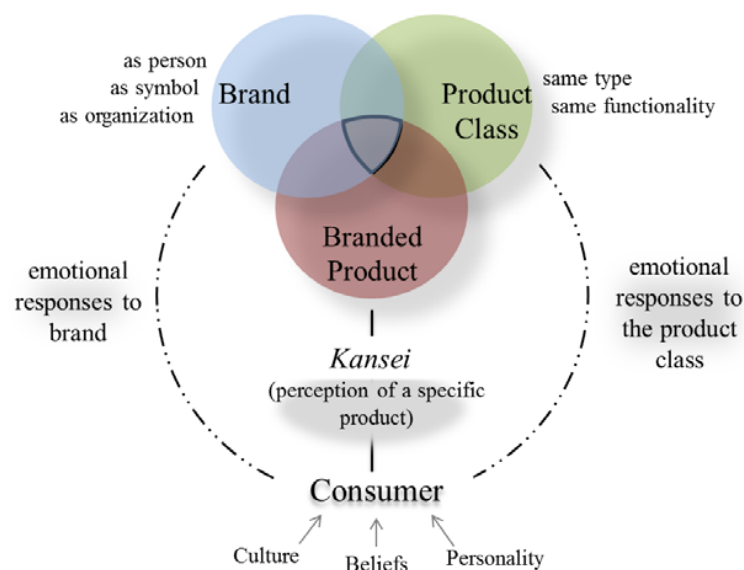 as person
as symbol
as organization
Brand
Product
Class
same type
same functionality
Branded
Product
emotional
responses to
brand
emotional
responses to
the product
class
Kansei
(perception of a specific
product)
Consumer
Culture
Beliefs
Personality